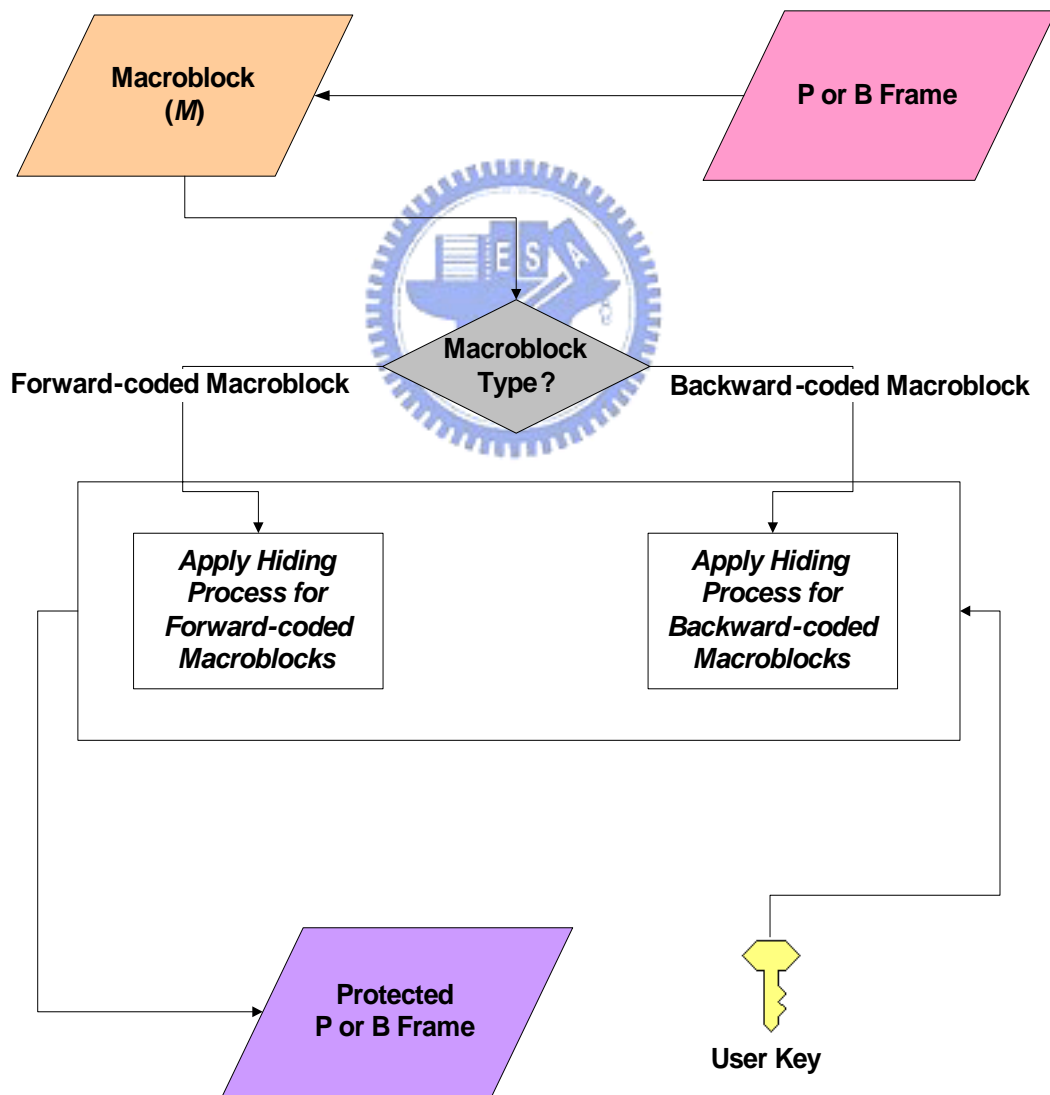 Macroblock
(M)
P or B Frame
E S A
Macroblock
Type?
Forward-coded Macroblock
Backward-coded Macroblock
Apply Hiding
Process for
Forward-coded
Macroblocks
Apply Hiding
Process for
Backward-coded
Macroblocks
Protected
P or B Frame
User Key